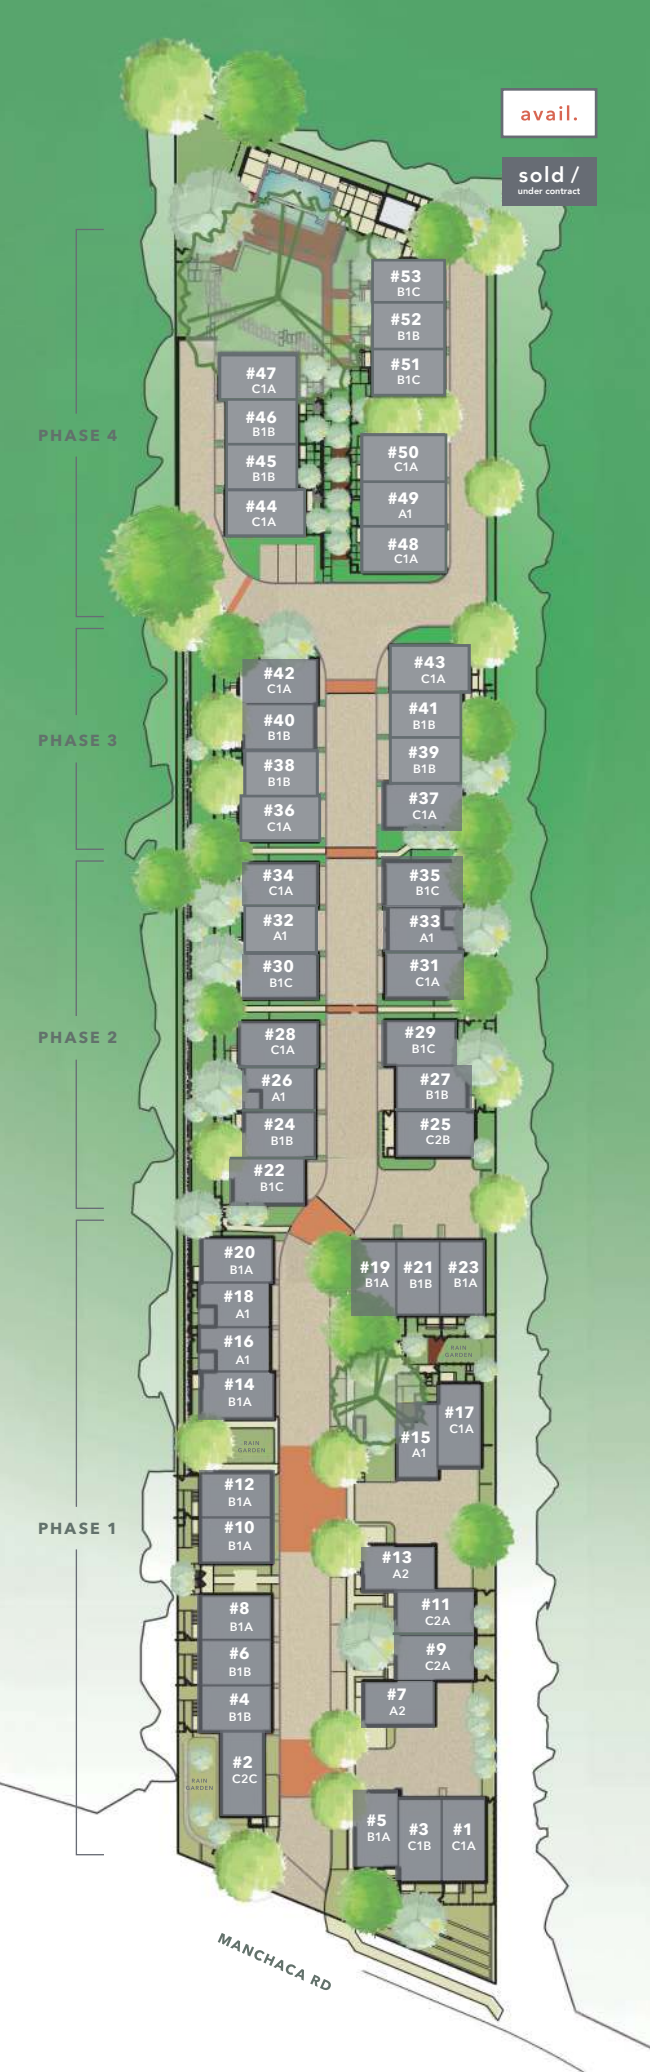 avail.
sold /
under contract
#53
B1C
#52
B1B
#51
B1C
#47
C1A
#46
B1B
#45
B1B
#44
C1A
#50
C1A
#49
A1
#48
C1A
PHASE 4
#42
C1A
#40
B1B
#38
B1B
#36
C1A
#43
C1A
#41
B1B
#39
B1B
#37
C1A
PHASE 3
#34
C1A
#32
A1
#30
B1C
#35
B1C
#33
A1
#31
C1A
PHASE 2
#28
C1A
#26
A1
#24
B1B
#22
B1C
#29
B1C
#27
B1B
#25
C2B
#20
B1A
#18
A1
#16
A1
#14
B1A
#19
B1A
#21
B1B
#23
B1A
RAIN
GARDEN
#17
C1A
#15
A1
RAIN
GARDEN
#12
B1A
#10
B1A
PHASE 1
#13
A2
#11
C2A
#9
C2A
#7
A2
#8
B1A
#6
B1B
#4
B1B
#2
C2C
RAIN
GARDEN
#5
B1A
#3
C1B
#1
C1A
MANCHACA RD